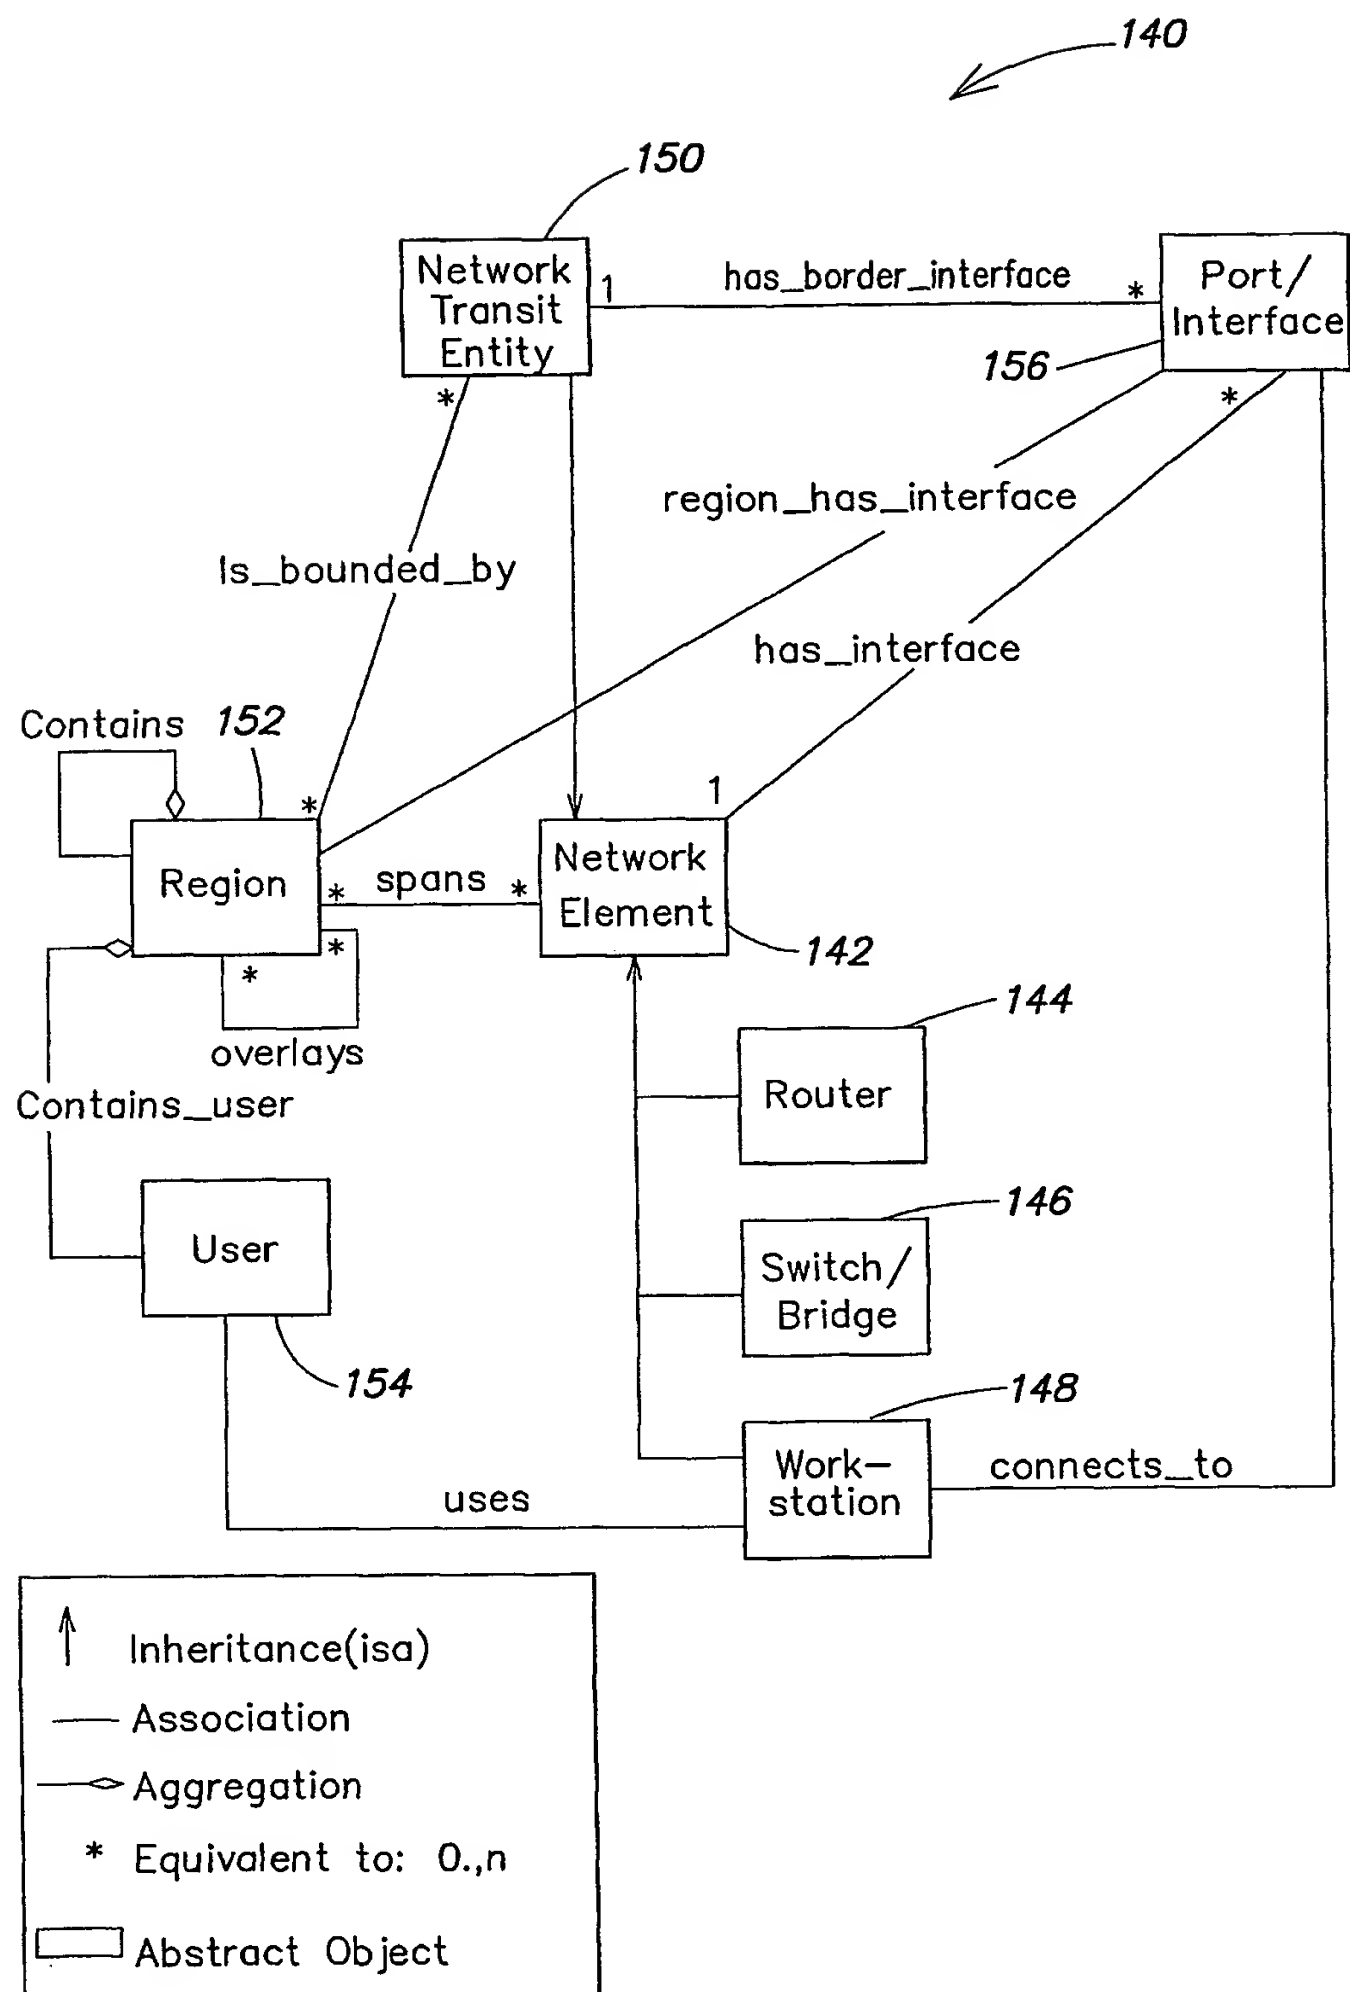 140
150
Network
Transit
Entity
1
has_border_interface
*
Port/
Interface
156
*
*
region_has_interface
Is_bounded_by
has_interface
Contains
152
*
1
Region
*
spans
*
Network
Element
142
*
*
overlays
144
Router
Contains_user
146
User
Switch/
Bridge
154
148
Work-
station
connects_to
uses
Inheritance(isa)
Association
Aggregation
* Equivalent to: 0.,n
Abstract Object